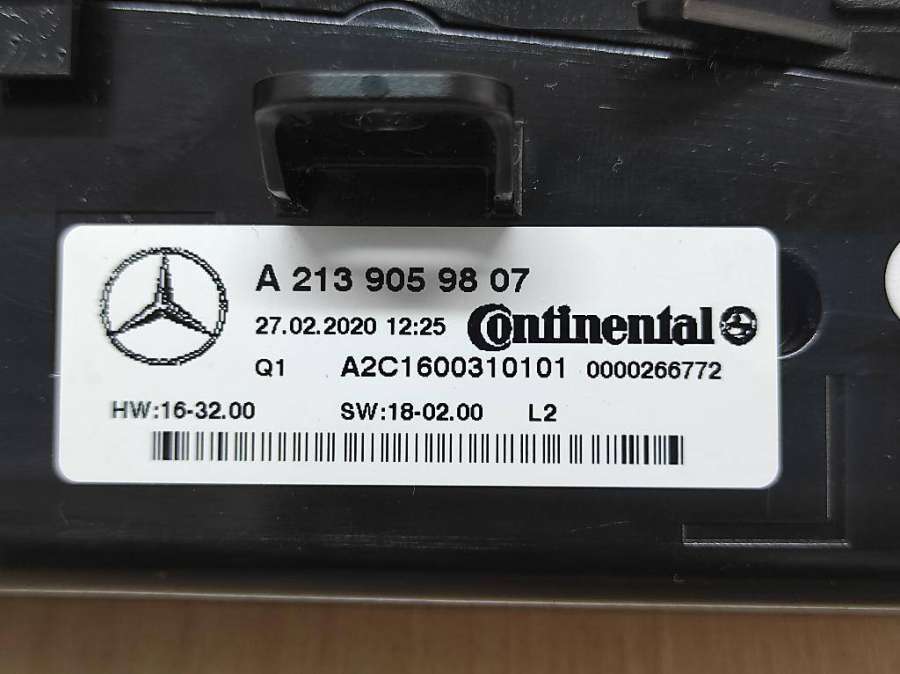 A 213 905 98 07
27.02.2020 12:25 Continental
Q1 A2C1600310101 0000266772
HW:16-32.00 SW:18-02.00 L2